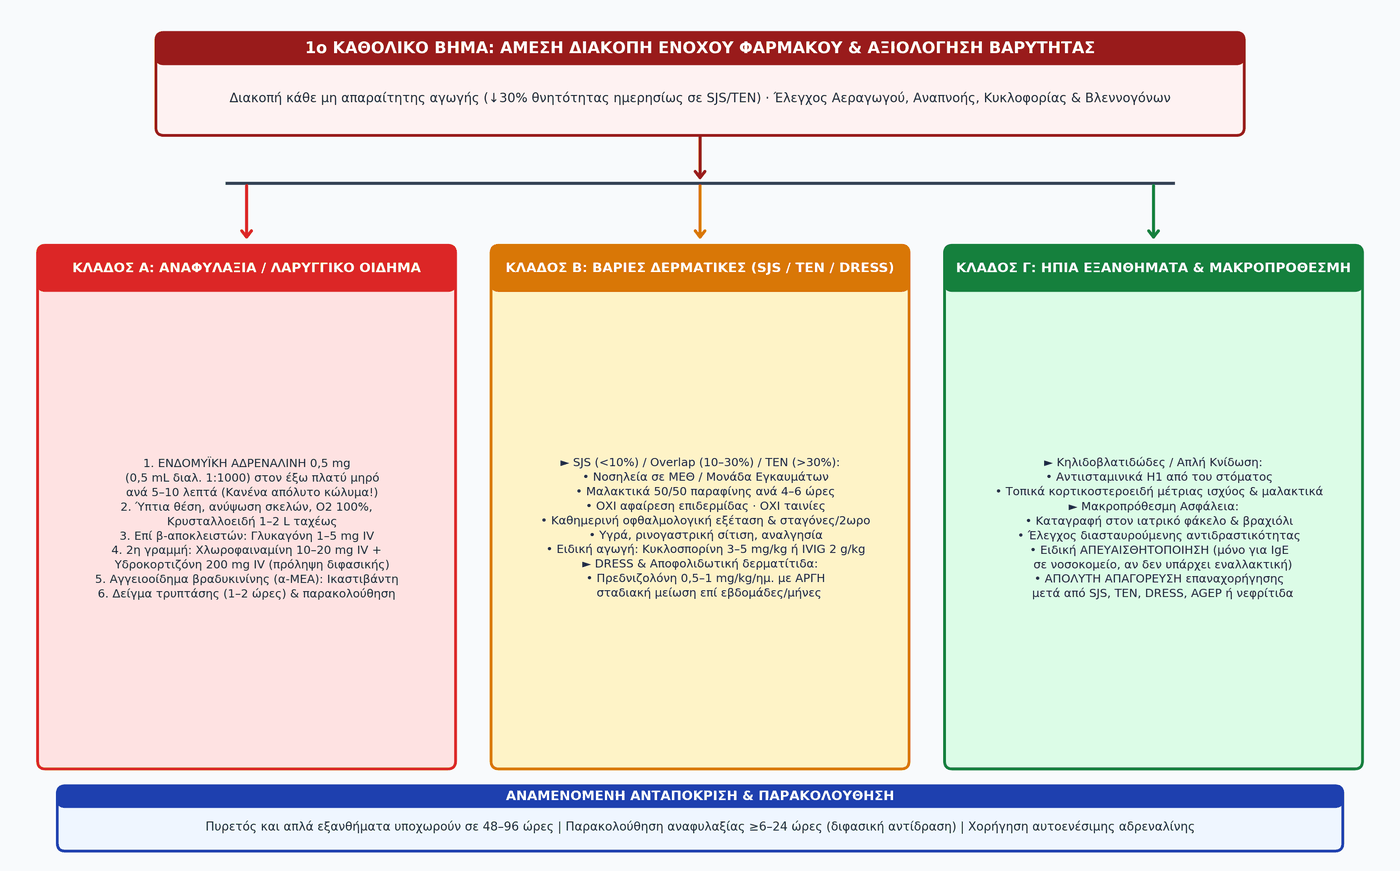 1ο ΚΑΘΟΛΙΚΟ ΒΗΜΑ: ΑΜΕΣΗ ΔΙΑΚΟΠΗ ΕΝΟΧΟΥ ΦΑΡΜΑΚΟΥ & ΑΞΙΟΛΟΓΗΣΗ ΒΑΡΥΤΗΤΑΣ
Διακοπή κάθε μη απαραίτητης αγωγής (↓30% θνητότητας ημερησίως σε SJS/TEN) · Έλεγχος Αεραγωγού, Αναπνοής, Κυκλοφορίας & Βλεννογόνων
ΚΛΑΔΟΣ Α: ΑΝΑΦΥΛΑΞΙΑ / ΛΑΡΥΓΓΙΚΟ ΟΙΔΗΜΑ
1. ΕΝΔΟΜΥΪΚΗ ΑΔΡΕΝΑΛΙΝΗ 0,5 mg
(0,5 mL διαλ. 1:1000) στον έξω πλατύ μηρό
ανά 5–10 λεπτά (Κανένα απόλυτο κώλυμα!)
2. Ύπτια θέση, ανύψωση σκελών, O2 100%,
Κρυσταλλοειδή 1–2 L ταχέως
3. Επί β-αποκλειστών: Γλυκαγόνη 1–5 mg IV
4. 2η γραμμή: Χλωροφαιναμίνη 10–20 mg IV +
Υδροκορτιζόνη 200 mg IV (πρόληψη διφασικής)
5. Αγγειοοίδημα βραδυκινίνης (α-ΜΕΑ): Ικαστιβάντη
6. Δείγμα τρυπτάσης (1–2 ώρες) & παρακολούθηση
ΚΛΑΔΟΣ Β: ΒΑΡΙΕΣ ΔΕΡΜΑΤΙΚΕΣ (SJS / TEN / DRESS)
► SJS (<10%) / Overlap (10–30%) / TEN (>30%):
• Νοσηλεία σε ΜΕΘ / Μονάδα Εγκαυμάτων
• Μαλακτικά 50/50 παραφίνης ανά 4–6 ώρες
• ΟΧΙ αφαίρεση επιδερμίδας · ΟΧΙ ταινίες
• Καθημερινή οφθαλμολογική εξέταση & σταγόνες/2ωρο
• Υγρά, ρινογαστρική σίτιση, αναλγησία
• Ειδική αγωγή: Κυκλοσπορίνη 3–5 mg/kg ή IVIG 2 g/kg
► DRESS & Αποφολιδωτική δερματίτιδα:
• Πρεδνιζολόνη 0,5–1 mg/kg/ημ. με ΑΡΓΗ
σταδιακή μείωση επί εβδομάδες/μήνες
ΚΛΑΔΟΣ Γ: ΗΠΙΑ ΕΞΑΝΘΗΜΑΤΑ & ΜΑΚΡΟΠΡΟΘΕΣΜΗ
► Κηλιδοβλατιδώδες / Απλή Κνίδωση:
• Αντιισταμινικά Η1 από του στόματος
• Τοπικά κορτικοστεροειδή μέτριας ισχύος & μαλακτικά
► Μακροπρόθεσμη Ασφάλεια:
• Καταγραφή στον ιατρικό φάκελο & βραχιόλι
• Έλεγχος διασταυρούμενης αντιδραστικότητας
• Ειδική ΑΠΕΥΑΙΣΘΗΤΟΠΟΙΗΣΗ (μόνο για IgE
σε νοσοκομείο, αν δεν υπάρχει εναλλακτική)
• ΑΠΟΛΥΤΗ ΑΠΑΓΟΡΕΥΣΗ επαναχορήγησης
μετά από SJS, TEN, DRESS, AGEP ή νεφρίτιδα
ΑΝΑΜΕΝΟΜΕΝΗ ΑΝΤΑΠΟΚΡΙΣΗ & ΠΑΡΑΚΟΛΟΥΘΗΣΗ
Πυρετός και απλά εξανθήματα υποχωρούν σε 48–96 ώρες | Παρακολούθηση αναφυλαξίας ≥6–24 ώρες (διφασική αντίδραση) | Χορήγηση αυτοενέσιμης αδρεναλίνης